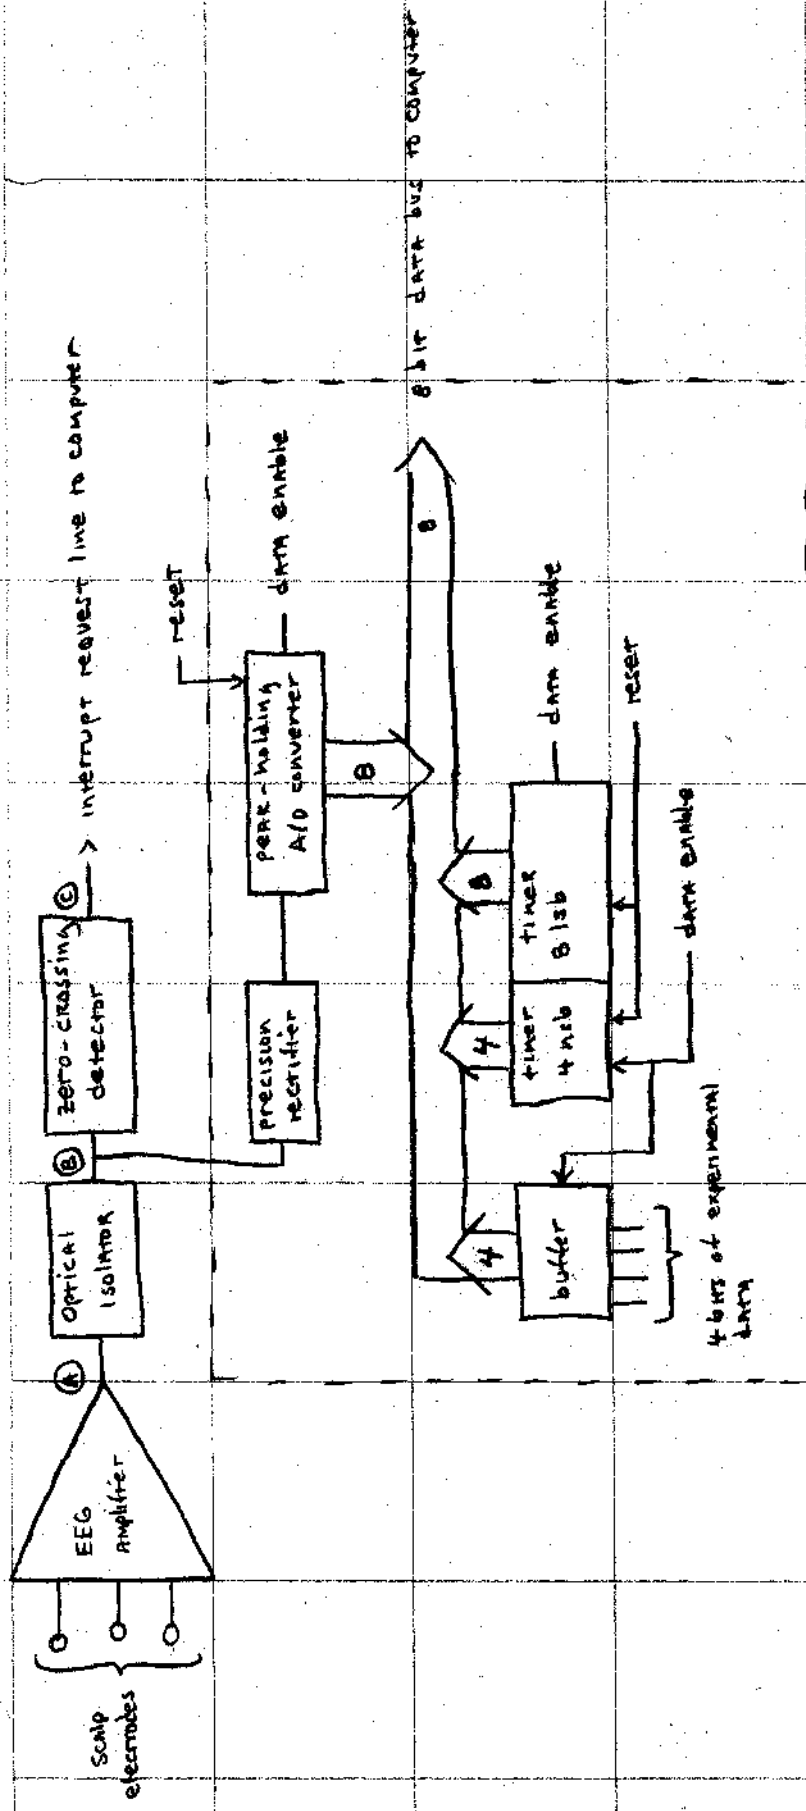 Scalp
electrodes
EEG
Amplifier
A
Optical
Isolator
B
zero-crossing
detector
C
interrupt request line to computer
precision
rectifier
peak-holding
A/D converter
reset
data enable
8
8
8 bit data bus to computer
4
4
8
buffer
timer
4 msb
timer
8 lsb
data enable
reset
data enable
4 bits of experimental
data